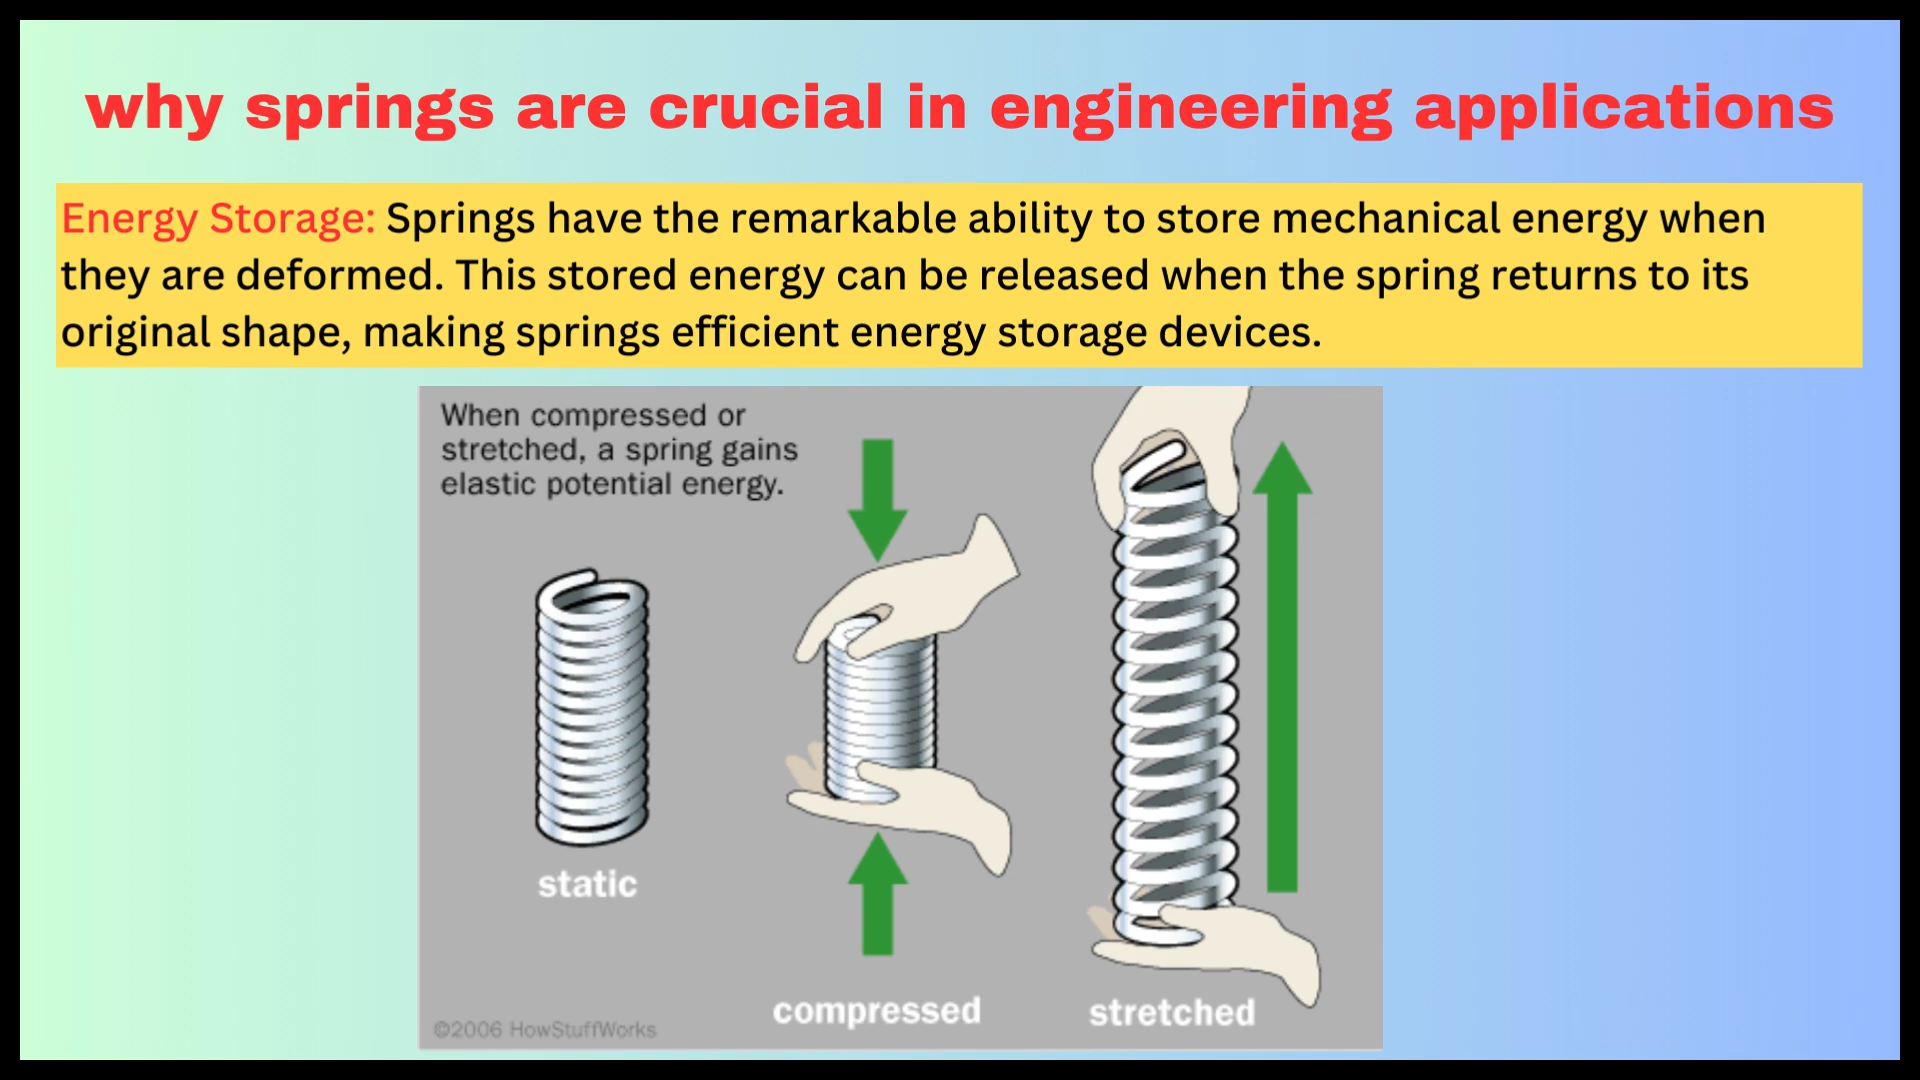 why springs are crucial in engineering applications
Energy Storage: Springs have the remarkable ability to store mechanical energy when
they are deformed. This stored energy can be released when the spring returns to its
original shape, making springs efficient energy storage devices.
When compressed or
stretched, a spring gains
elastic potential energy.
static
compressed
stretched
©2006 HowStuffWorks